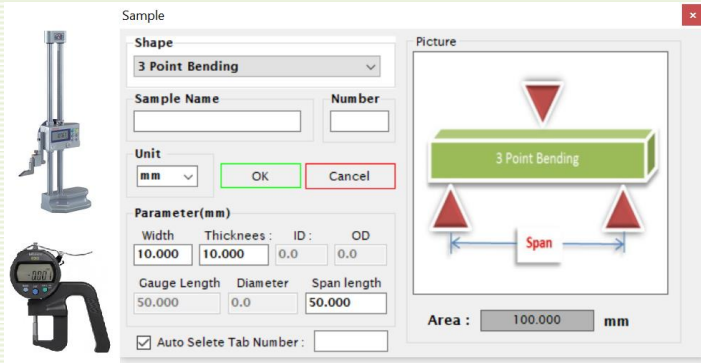 Sample
×
Shape
3 Point Bending
Sample Name
Number
Unit
mm
OK
Cancel
Parameter(mm)
Width Thicknees : ID : OD
10.000 10.000 0.0 0.0
Gauge Length Diameter Span length
50.000 0.0 50.000
Auto Selete Tab Number :
Picture
3 Point Bending
Span
Area : 100.000 mm